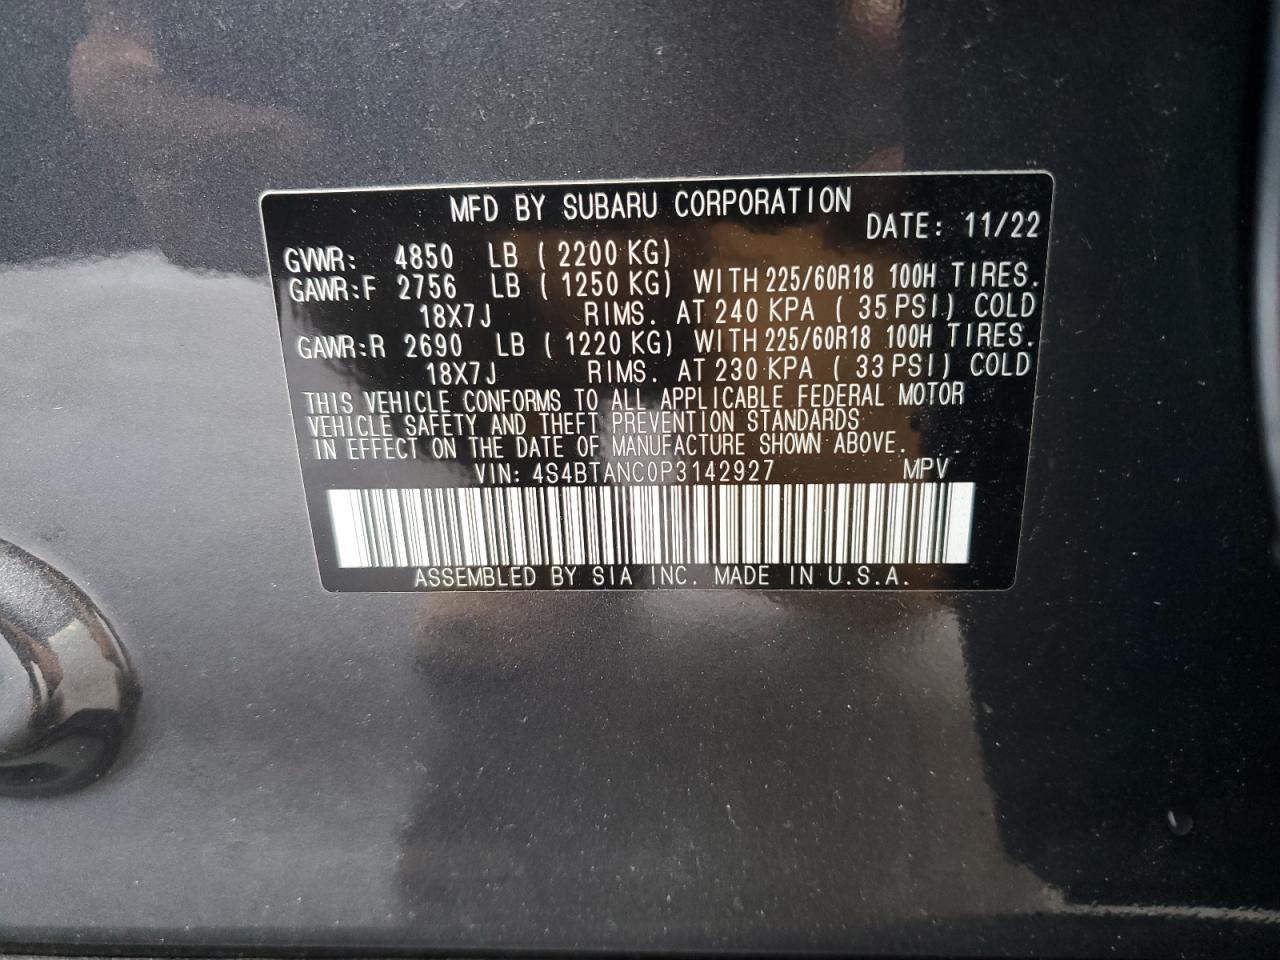 MFD BY SUBARU CORPORATION
DATE: 11/22
GVWR: 4850 LB ( 2200 KG)
GAWR:F 2756 LB ( 1250 KG) WITH 225/60R18 100H TIRES.
18X7J RIMS. AT 240 KPA ( 35 PSI) COLD
GAWR:R 2690 LB ( 1220 KG) WITH 225/60R18 100H TIRES.
18X7J RIMS. AT 230 KPA ( 33 PSI) COLD
THIS VEHICLE CONFORMS TO ALL APPLICABLE FEDERAL MOTOR
VEHICLE SAFETY AND THEFT PREVENTION STANDARDS
IN EFFECT ON THE DATE OF MANUFACTURE SHOWN ABOVE.
VIN: 4S4BTANC0P3142927 MPV
ASSEMBLED BY SIA INC. MADE IN U.S.A.